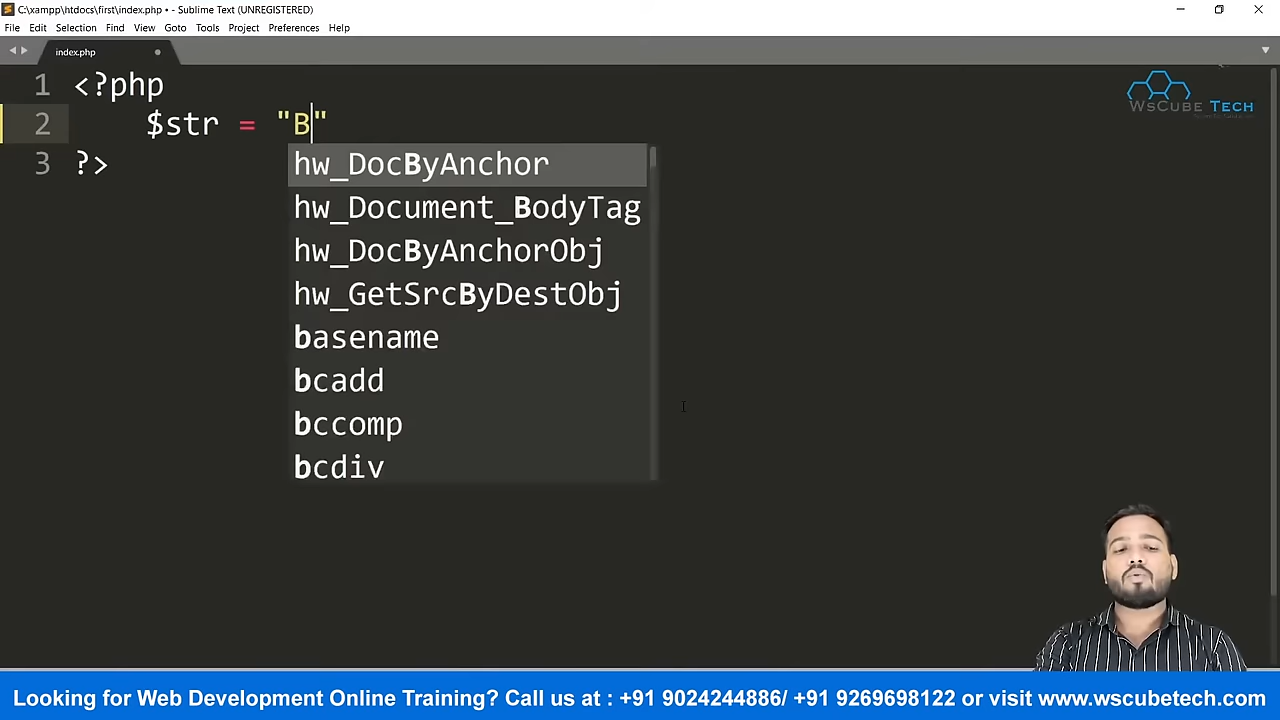 C:\xampp\htdocs\first\index.php • - Sublime Text (UNREGISTERED)
File Edit Selection Find View Goto Tools Project Preferences Help
index.php
1 <?php
2 $str = "B"
3 ?>
hw_DocByAnchor
hw_Document_BodyTag
hw_DocByAnchorObj
hw_GetSrcByDestObj
basename
bcadd
bccomp
bcdiv
WsCube Tech
Looking for Web Development Online Training? Call us at : +91 9024244886/ +91 9269698122 or visit www.wscubetech.com